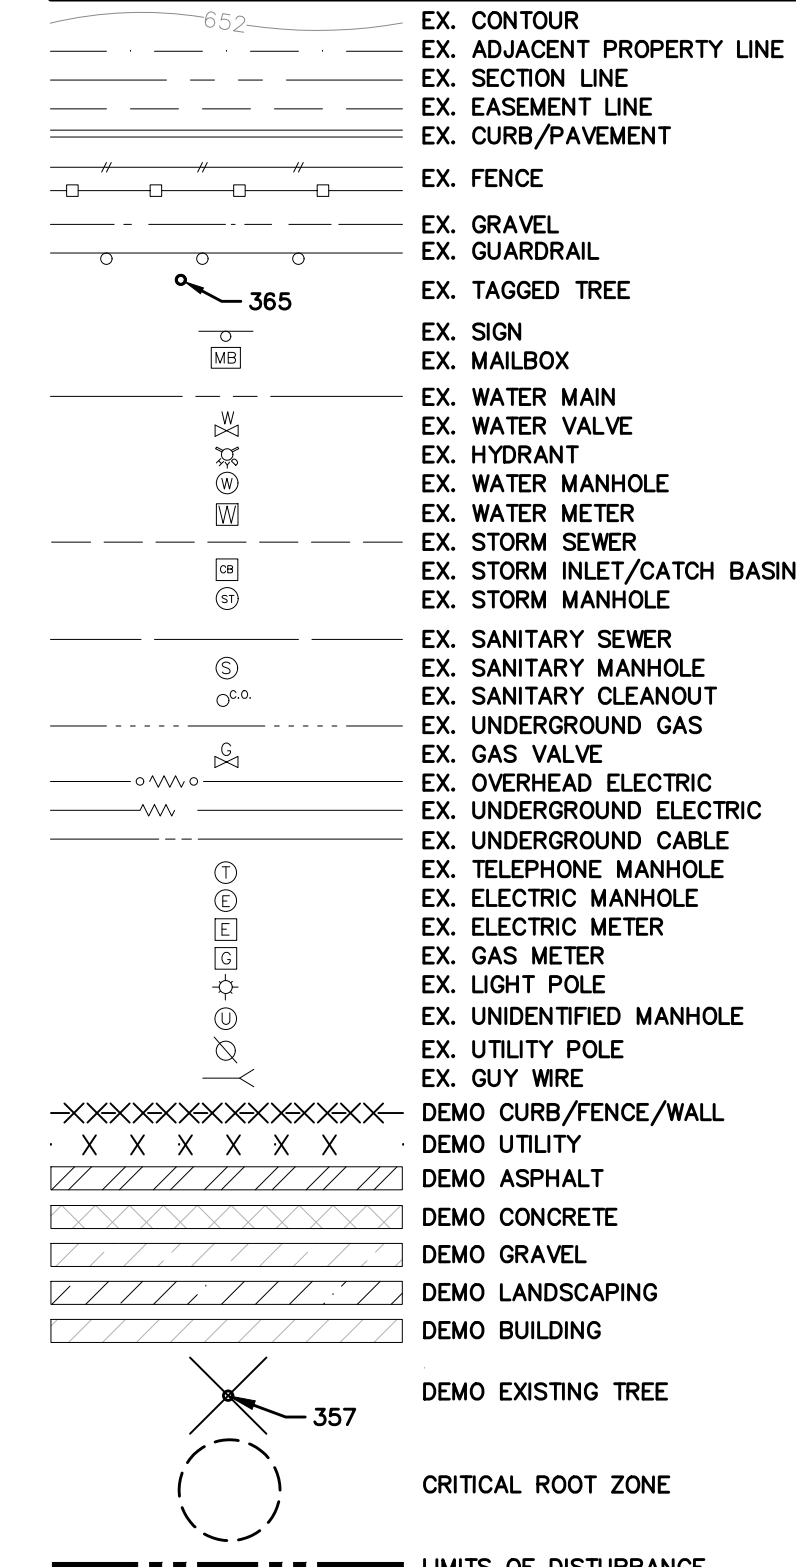 652 EX. CONTOUR
EX. ADJACENT PROPERTY LINE
EX. SECTION LINE
EX. EASEMENT LINE
EX. CURB/PAVEMENT
EX. FENCE
EX. GRAVEL
EX. GUARDRAIL
365 EX. TAGGED TREE
EX. SIGN
MB EX. MAILBOX
EX. WATER MAIN
W EX. WATER VALVE
EX. HYDRANT
W EX. WATER MANHOLE
W EX. WATER METER
EX. STORM SEWER
CB EX. STORM INLET/CATCH BASIN
ST EX. STORM MANHOLE
EX. SANITARY SEWER
S EX. SANITARY MANHOLE
C.O. EX. SANITARY CLEANOUT
EX. UNDERGROUND GAS
G EX. GAS VALVE
EX. OVERHEAD ELECTRIC
EX. UNDERGROUND ELECTRIC
EX. UNDERGROUND CABLE
T EX. TELEPHONE MANHOLE
E EX. ELECTRIC MANHOLE
E EX. ELECTRIC METER
G EX. GAS METER
EX. LIGHT POLE
U EX. UNIDENTIFIED MANHOLE
EX. UTILITY POLE
EX. GUY WIRE
DEMO CURB/FENCE/WALL
DEMO UTILITY
DEMO ASPHALT
DEMO CONCRETE
DEMO GRAVEL
DEMO LANDSCAPING
DEMO BUILDING
357 DEMO EXISTING TREE
CRITICAL ROOT ZONE
LIMITS OF DISTURBANCE